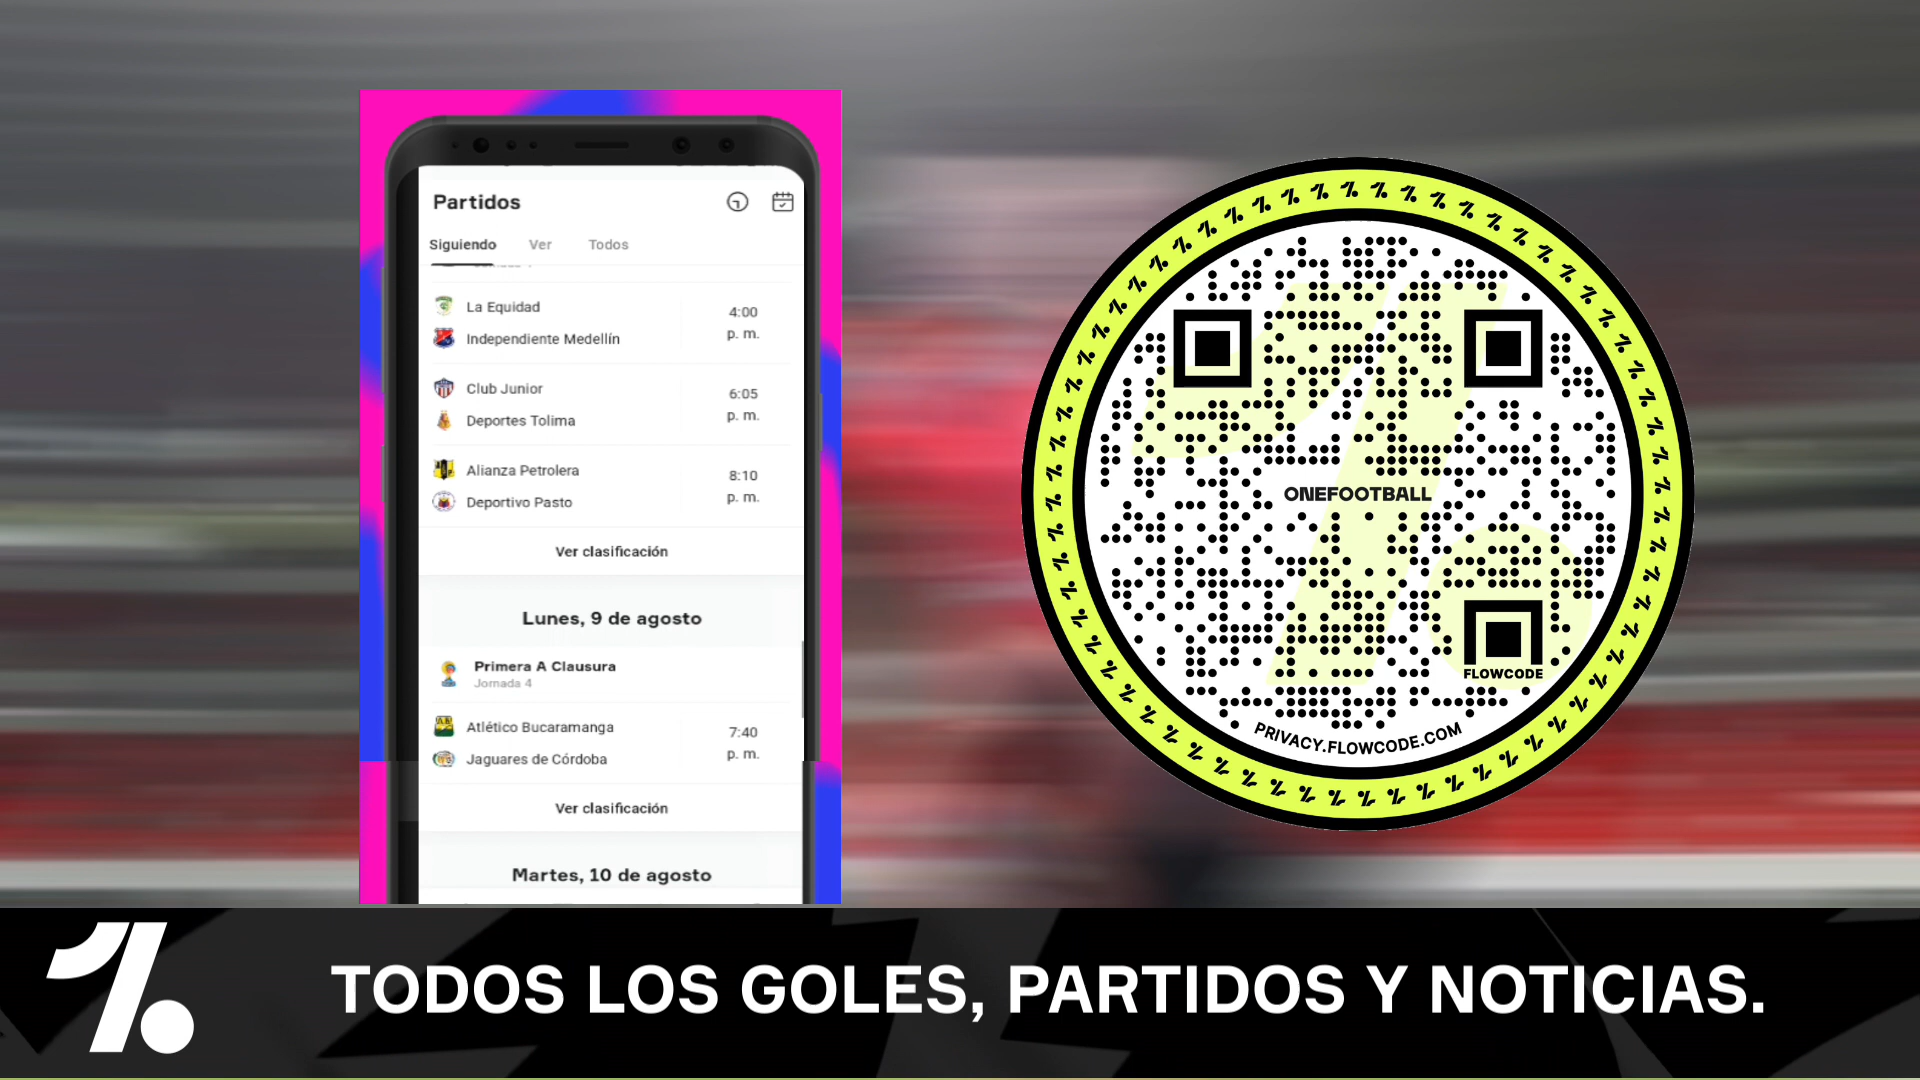 Partidos
Siguiendo Ver Todos
La Equidad
Independiente Medellín
4:00
p. m.
Club Junior
Deportes Tolima
6:05
p. m.
Alianza Petrolera
Deportivo Pasto
8:10
p. m.
Ver clasificación
Lunes, 9 de agosto
Primera A Clausura
Jornada 4
Atlético Bucaramanga
Jaguares de Córdoba
7:40
p. m.
Ver clasificación
Martes, 10 de agosto
ONEFOOTBALL
FLOWCODE
PRIVACY.FLOWCODE.COM
TODOS LOS GOLES, PARTIDOS Y NOTICIAS.